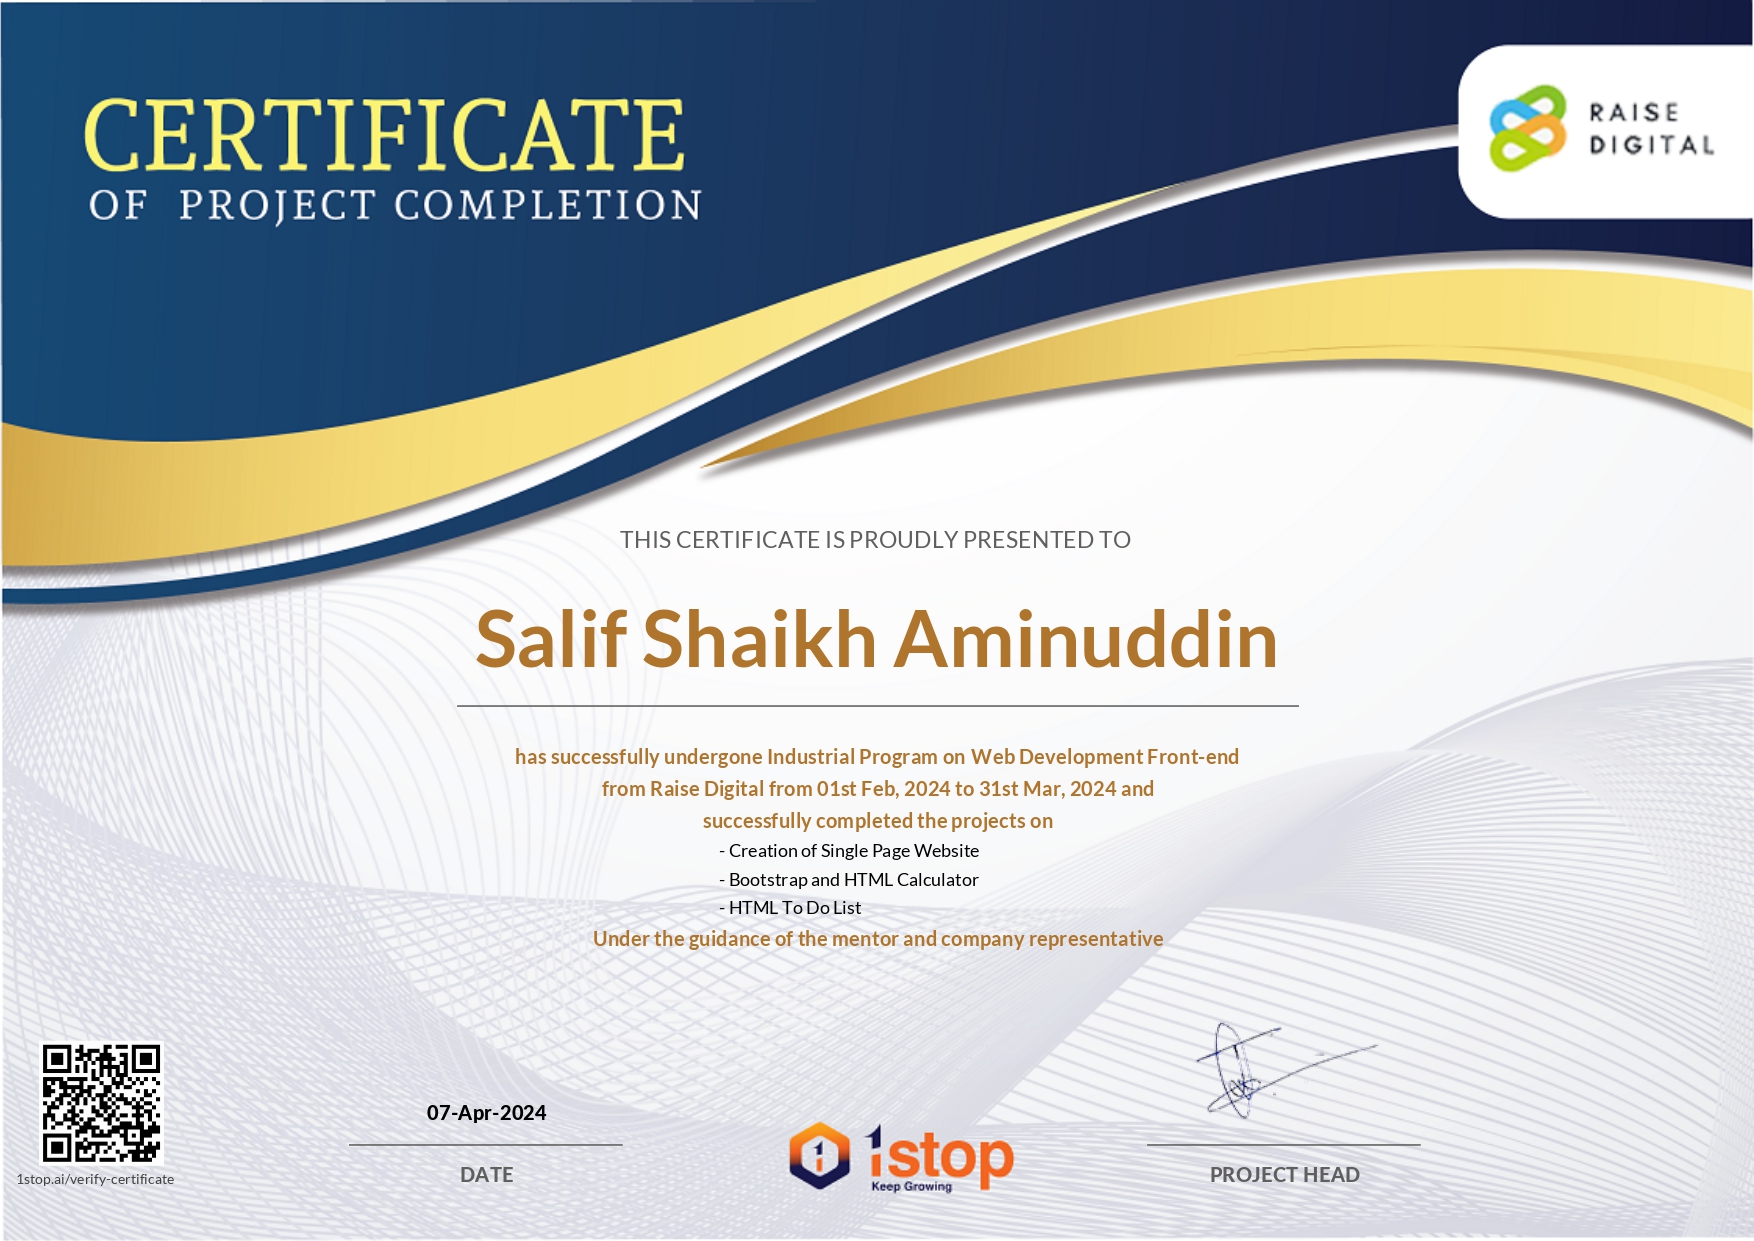 CERTIFICATE
OF PROJECT COMPLETION
RAISE
DIGITAL
THIS CERTIFICATE IS PROUDLY PRESENTED TO
Salif Shaikh Aminuddin
has successfully undergone Industrial Program on Web Development Front-end
from Raise Digital from 01st Feb, 2024 to 31st Mar, 2024 and
successfully completed the projects on
- Creation of Single Page Website
- Bootstrap and HTML Calculator
- HTML To Do List
Under the guidance of the mentor and company representative
1stop.ai/verify-certificate
07-Apr-2024
DATE
1stop
Keep Growing
PROJECT HEAD